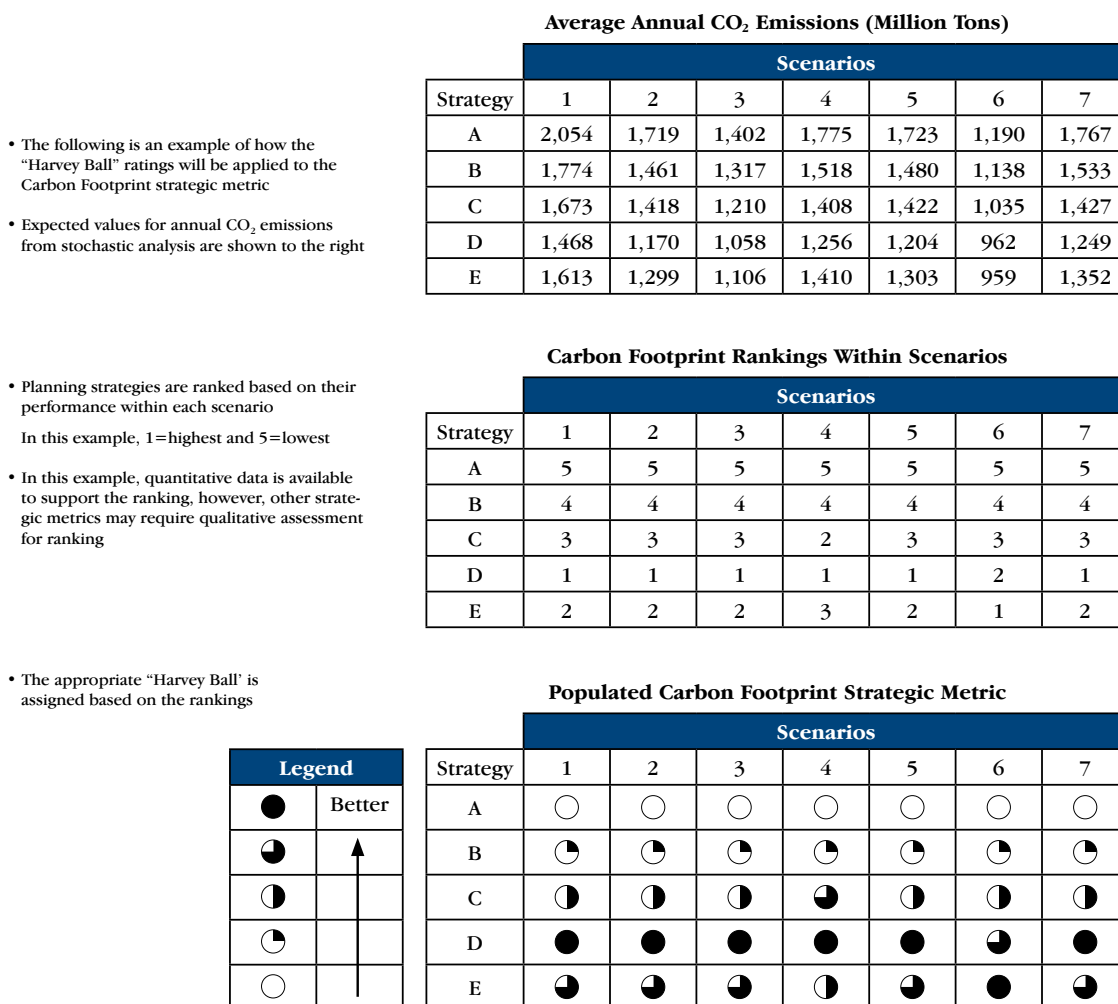 Average Annual CO₂ Emissions (Million Tons)
Scenarios
Strategy 1 2 3 4 5 6 7
A 2,054 1,719 1,402 1,775 1,723 1,190 1,767
B 1,774 1,461 1,317 1,518 1,480 1,138 1,533
C 1,673 1,418 1,210 1,408 1,422 1,035 1,427
D 1,468 1,170 1,058 1,256 1,204 962 1,249
E 1,613 1,299 1,106 1,410 1,303 959 1,352
• The following is an example of how the
“Harvey Ball” ratings will be applied to the
Carbon Footprint strategic metric
• Expected values for annual CO₂ emissions
from stochastic analysis are shown to the right
Carbon Footprint Rankings Within Scenarios
Scenarios
Strategy 1 2 3 4 5 6 7
A 5 5 5 5 5 5 5
B 4 4 4 4 4 4 4
C 3 3 3 2 3 3 3
D 1 1 1 1 1 2 1
E 2 2 2 3 2 1 2
• Planning strategies are ranked based on their
performance within each scenario
In this example, 1=highest and 5=lowest
• In this example, quantitative data is available
to support the ranking, however, other strate-
gic metrics may require qualitative assessment
for ranking
• The appropriate “Harvey Ball’ is
assigned based on the rankings
Populated Carbon Footprint Strategic Metric
Scenarios
Strategy 1 2 3 4 5 6 7
A
B
C
D
E
Legend
Better